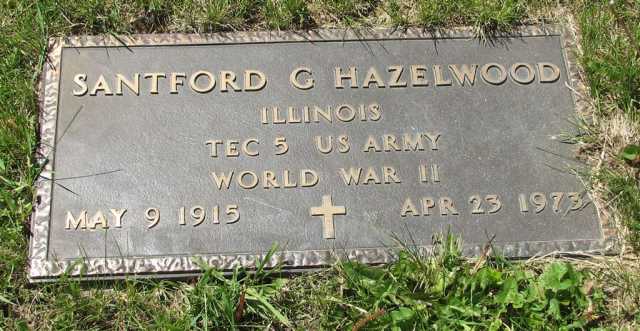 SANTFORD G HAZELWOOD
ILLINOIS
TEC 5 US ARMY
WORLD WAR II
MAY 9 1915 APR 23 1973